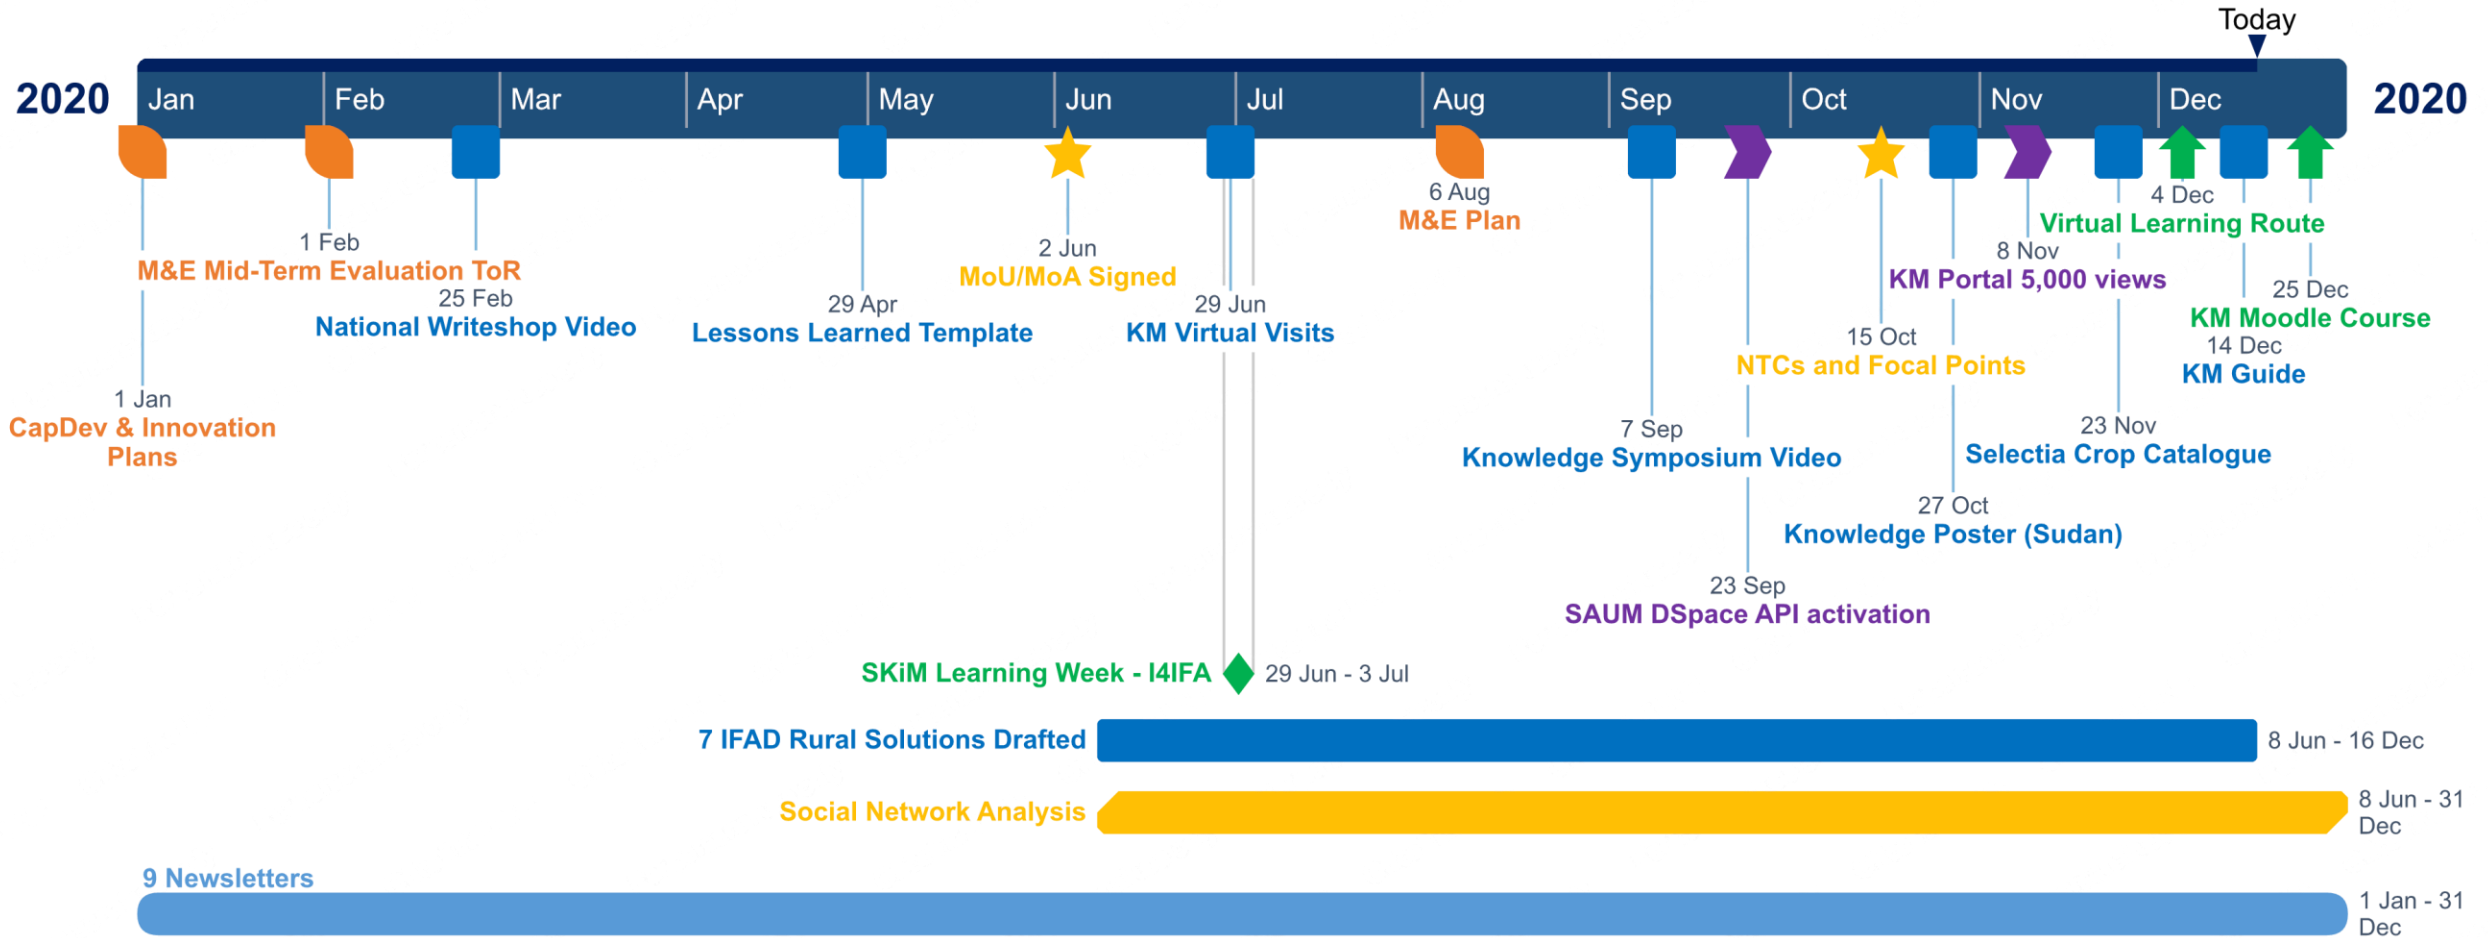 Today
2020
Jan
Feb
Mar
Apr
May
Jun
Jul
Aug
Sep
Oct
Nov
Dec
2020
1 Jan
CapDev & Innovation
Plans
1 Feb
M&E Mid-Term Evaluation ToR
25 Feb
National Writeshop Video
29 Apr
Lessons Learned Template
2 Jun
MoU/MoA Signed
29 Jun
KM Virtual Visits
6 Aug
M&E Plan
7 Sep
Knowledge Symposium Video
23 Sep
SAUM DSpace API activation
15 Oct
NTCs and Focal Points
27 Oct
Knowledge Poster (Sudan)
8 Nov
KM Portal 5,000 views
23 Nov
Selectia Crop Catalogue
4 Dec
Virtual Learning Route
14 Dec
KM Guide
25 Dec
KM Moodle Course
SKiM Learning Week - I4IFA
29 Jun - 3 Jul
7 IFAD Rural Solutions Drafted
8 Jun - 16 Dec
Social Network Analysis
8 Jun - 31
Dec
9 Newsletters
1 Jan - 31
Dec